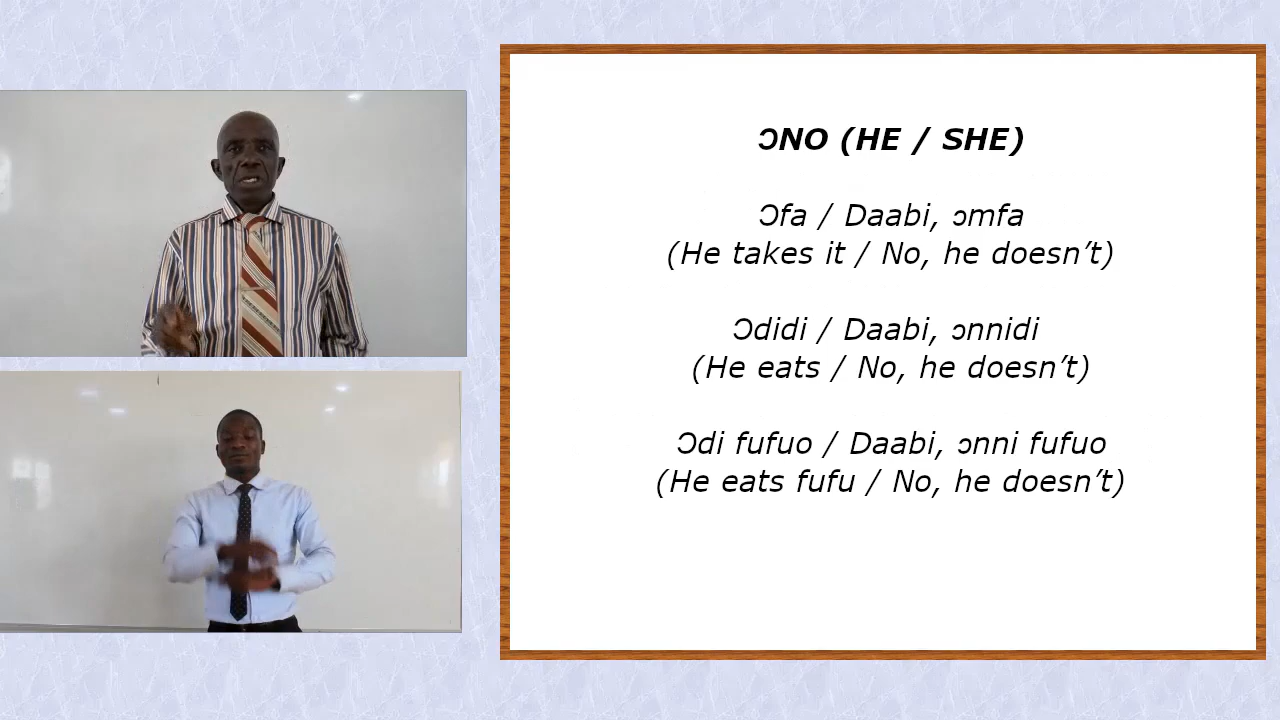 ƆNO (HE / SHE)
Ɔfa / Daabi, ɔmfa
(He takes it / No, he doesn’t)
Ɔdidi / Daabi, ɔnnidi
(He eats / No, he doesn’t)
Ɔdi fufuo / Daabi, ɔnni fufuo
(He eats fufu / No, he doesn’t)